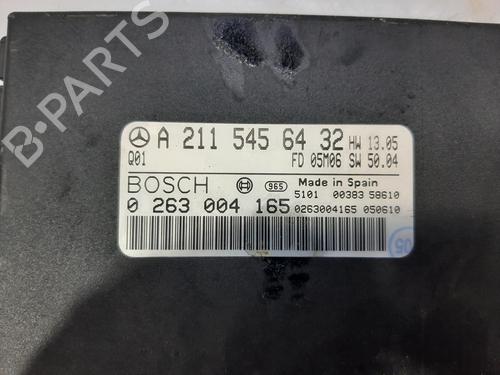 A 211 545 64 32 HW 13.05
Q01 FD 05M06 SW 50.04
BOSCH 965 Made in Spain
5101 00383 58610
0 263 004 165 0263004165 050610
05
B-PARTS